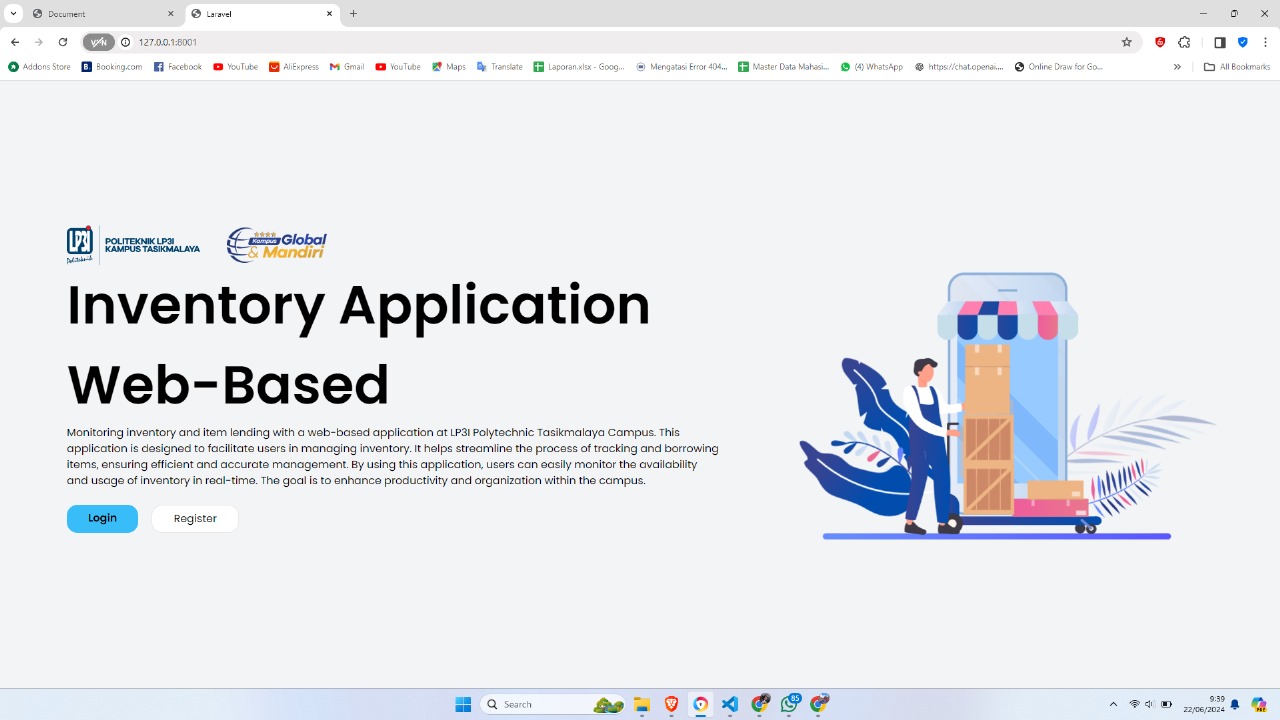 Document
Laravel
127.0.0.1:8001
Addons Store
Booking.com
Facebook
YouTube
AliExpress
Gmail
YouTube
Maps
Translate
Laporan.xlsx - Goog...
Mengatasi Error 404...
Master Data Mahasi...
(4) WhatsApp
https://chat.openai....
Online Draw for Go...
All Bookmarks
LP3I
Politeknik
POLITEKNIK LP3I
KAMPUS TASIKMALAYA
Kampus Global
& Mandiri
Inventory Application
Web-Based
Monitoring inventory and item lending with a web-based application at LP3I Polytechnic Tasikmalaya Campus. This
application is designed to facilitate users in managing inventory. It helps streamline the process of tracking and borrowing
items, ensuring efficient and accurate management. By using this application, users can easily monitor the availability
and usage of inventory in real-time. The goal is to enhance productivity and organization within the campus.
Login
Register
Search
85
9:39
22/06/2024